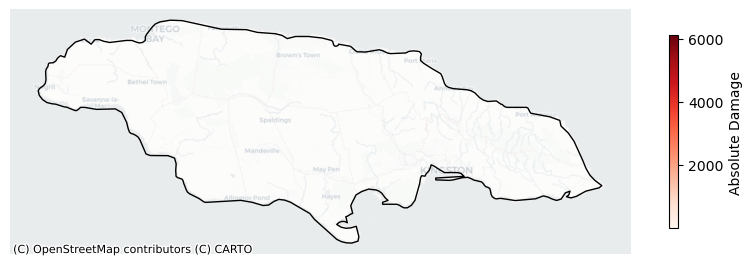 MONTEGO
BAY
Brown's Town
Port
Bethel Town
Savanna-la-
Spaldings
Mandeville
May Pen
KINGSTON
Alligator Pond
Hayes
(C) OpenStreetMap contributors (C) CARTO
6000
4000
2000
Absolute Damage